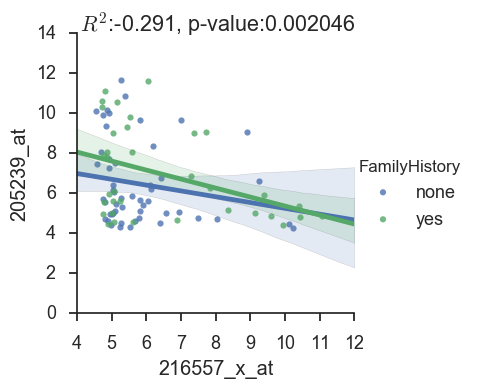 R²:-0.291, p-value:0.002046
14
12
10
8
6
4
2
0
205239_at
4 5 6 7 8 9 10 11 12
216557_x_at
FamilyHistory
none
yes